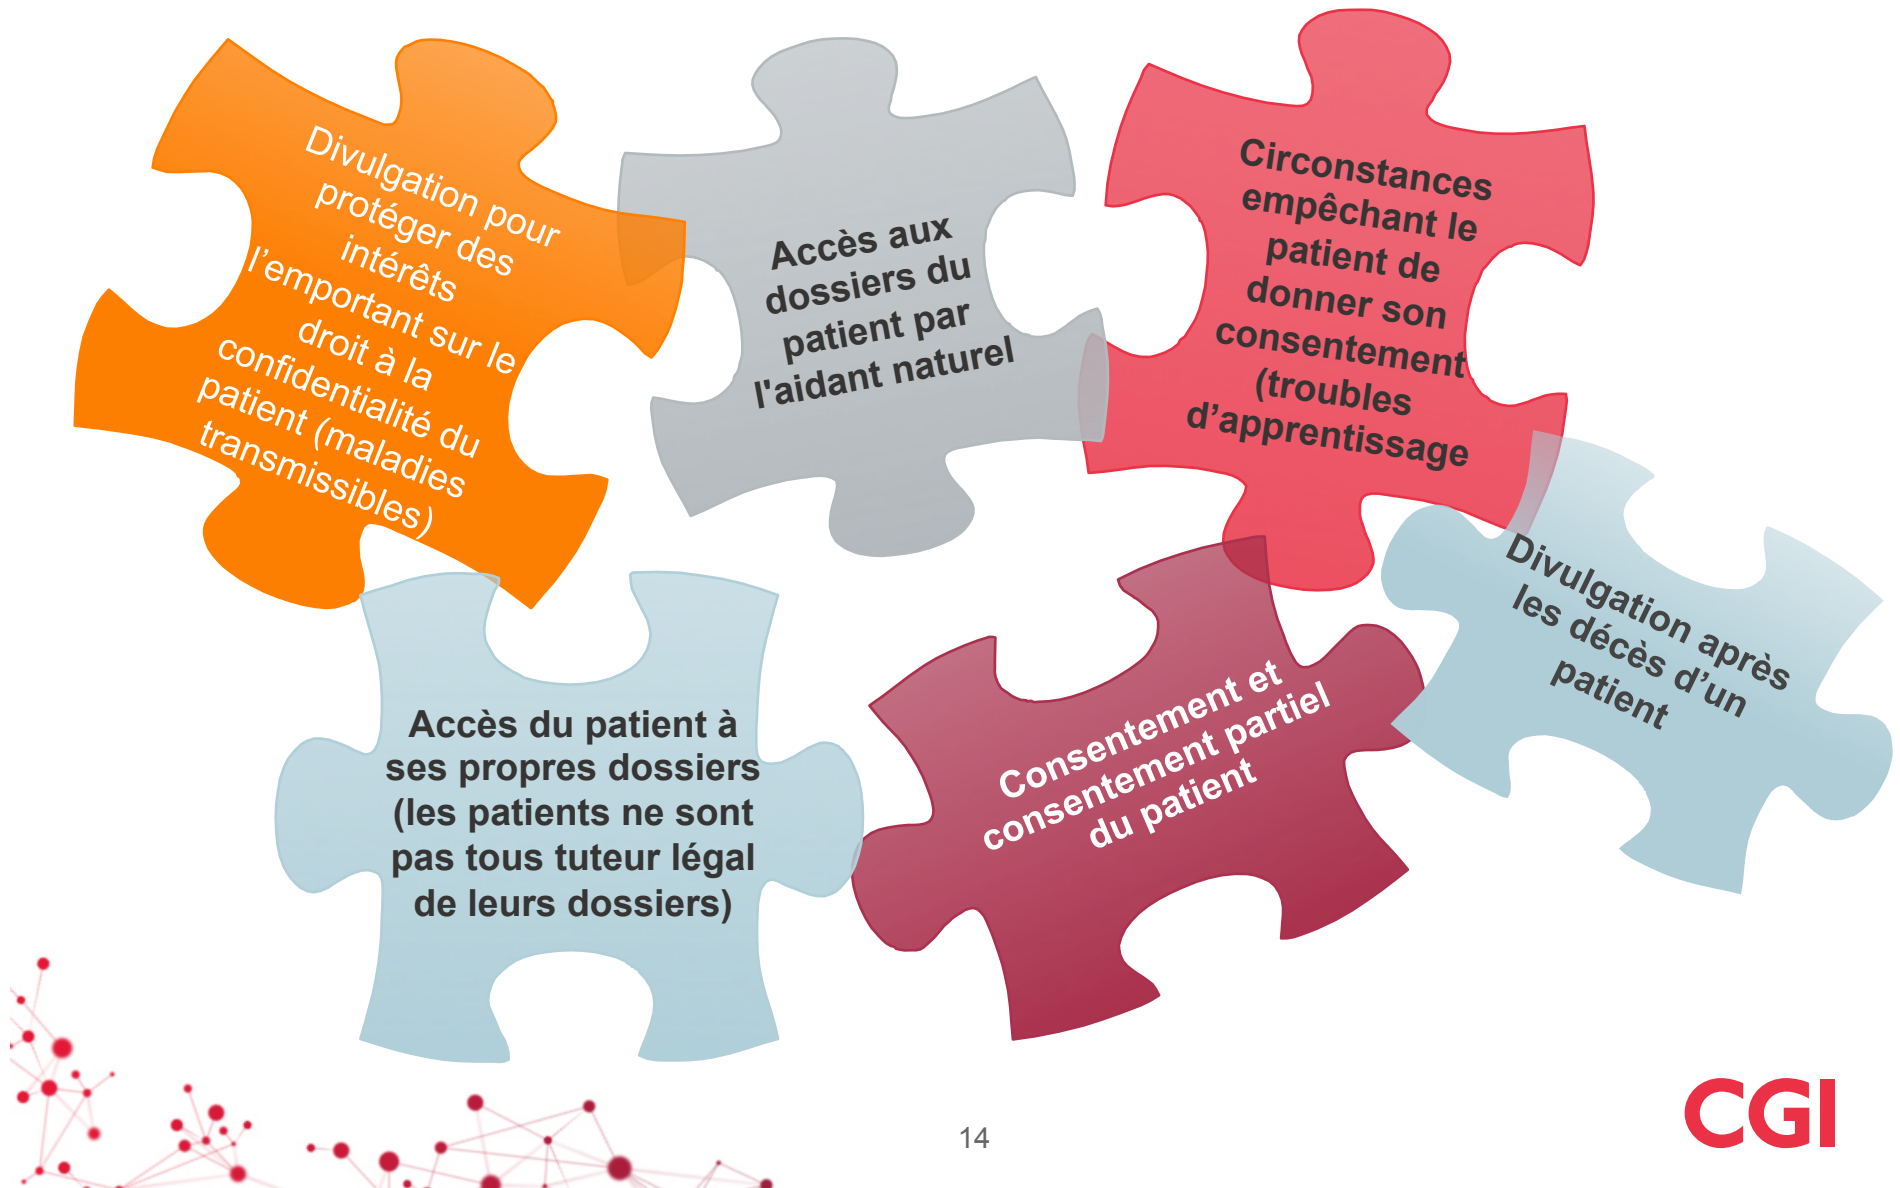 Divulgation pour
protéger des
intérêts
l’emportant sur le
droit à la
confidentialité du
patient (maladies
transmissibles)
Accès aux
dossiers du
patient par
l'aidant naturel
Circonstances
empêchant le
patient de
donner son
consentement
(troubles
d’apprentissage
Divulgation après
les décès d’un
patient
Accès du patient à
ses propres dossiers
(les patients ne sont
pas tous tuteur légal
de leurs dossiers)
Consentement et
consentement partiel
du patient
14
CGI